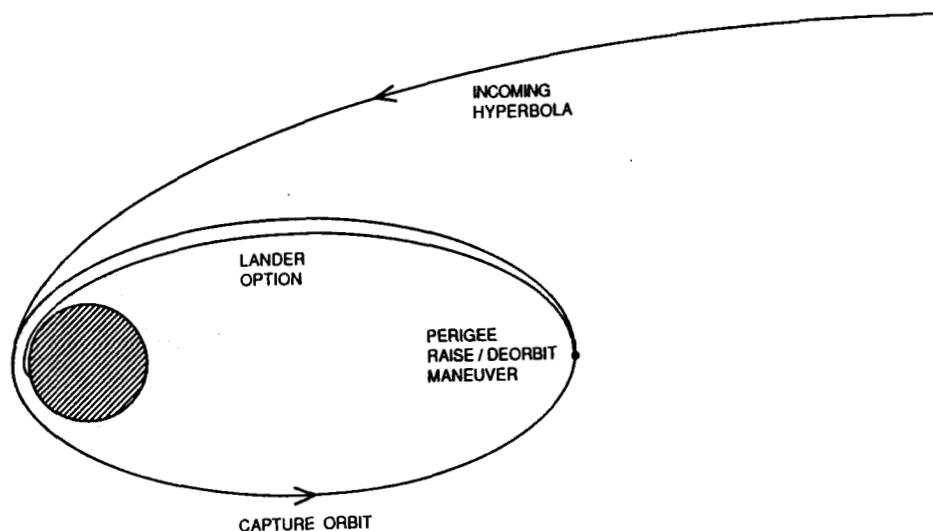 INCOMING
HYPERBOLA
LANDER
OPTION
PERIGEE
RAISE / DEORBIT
MANEUVER
CAPTURE ORBIT